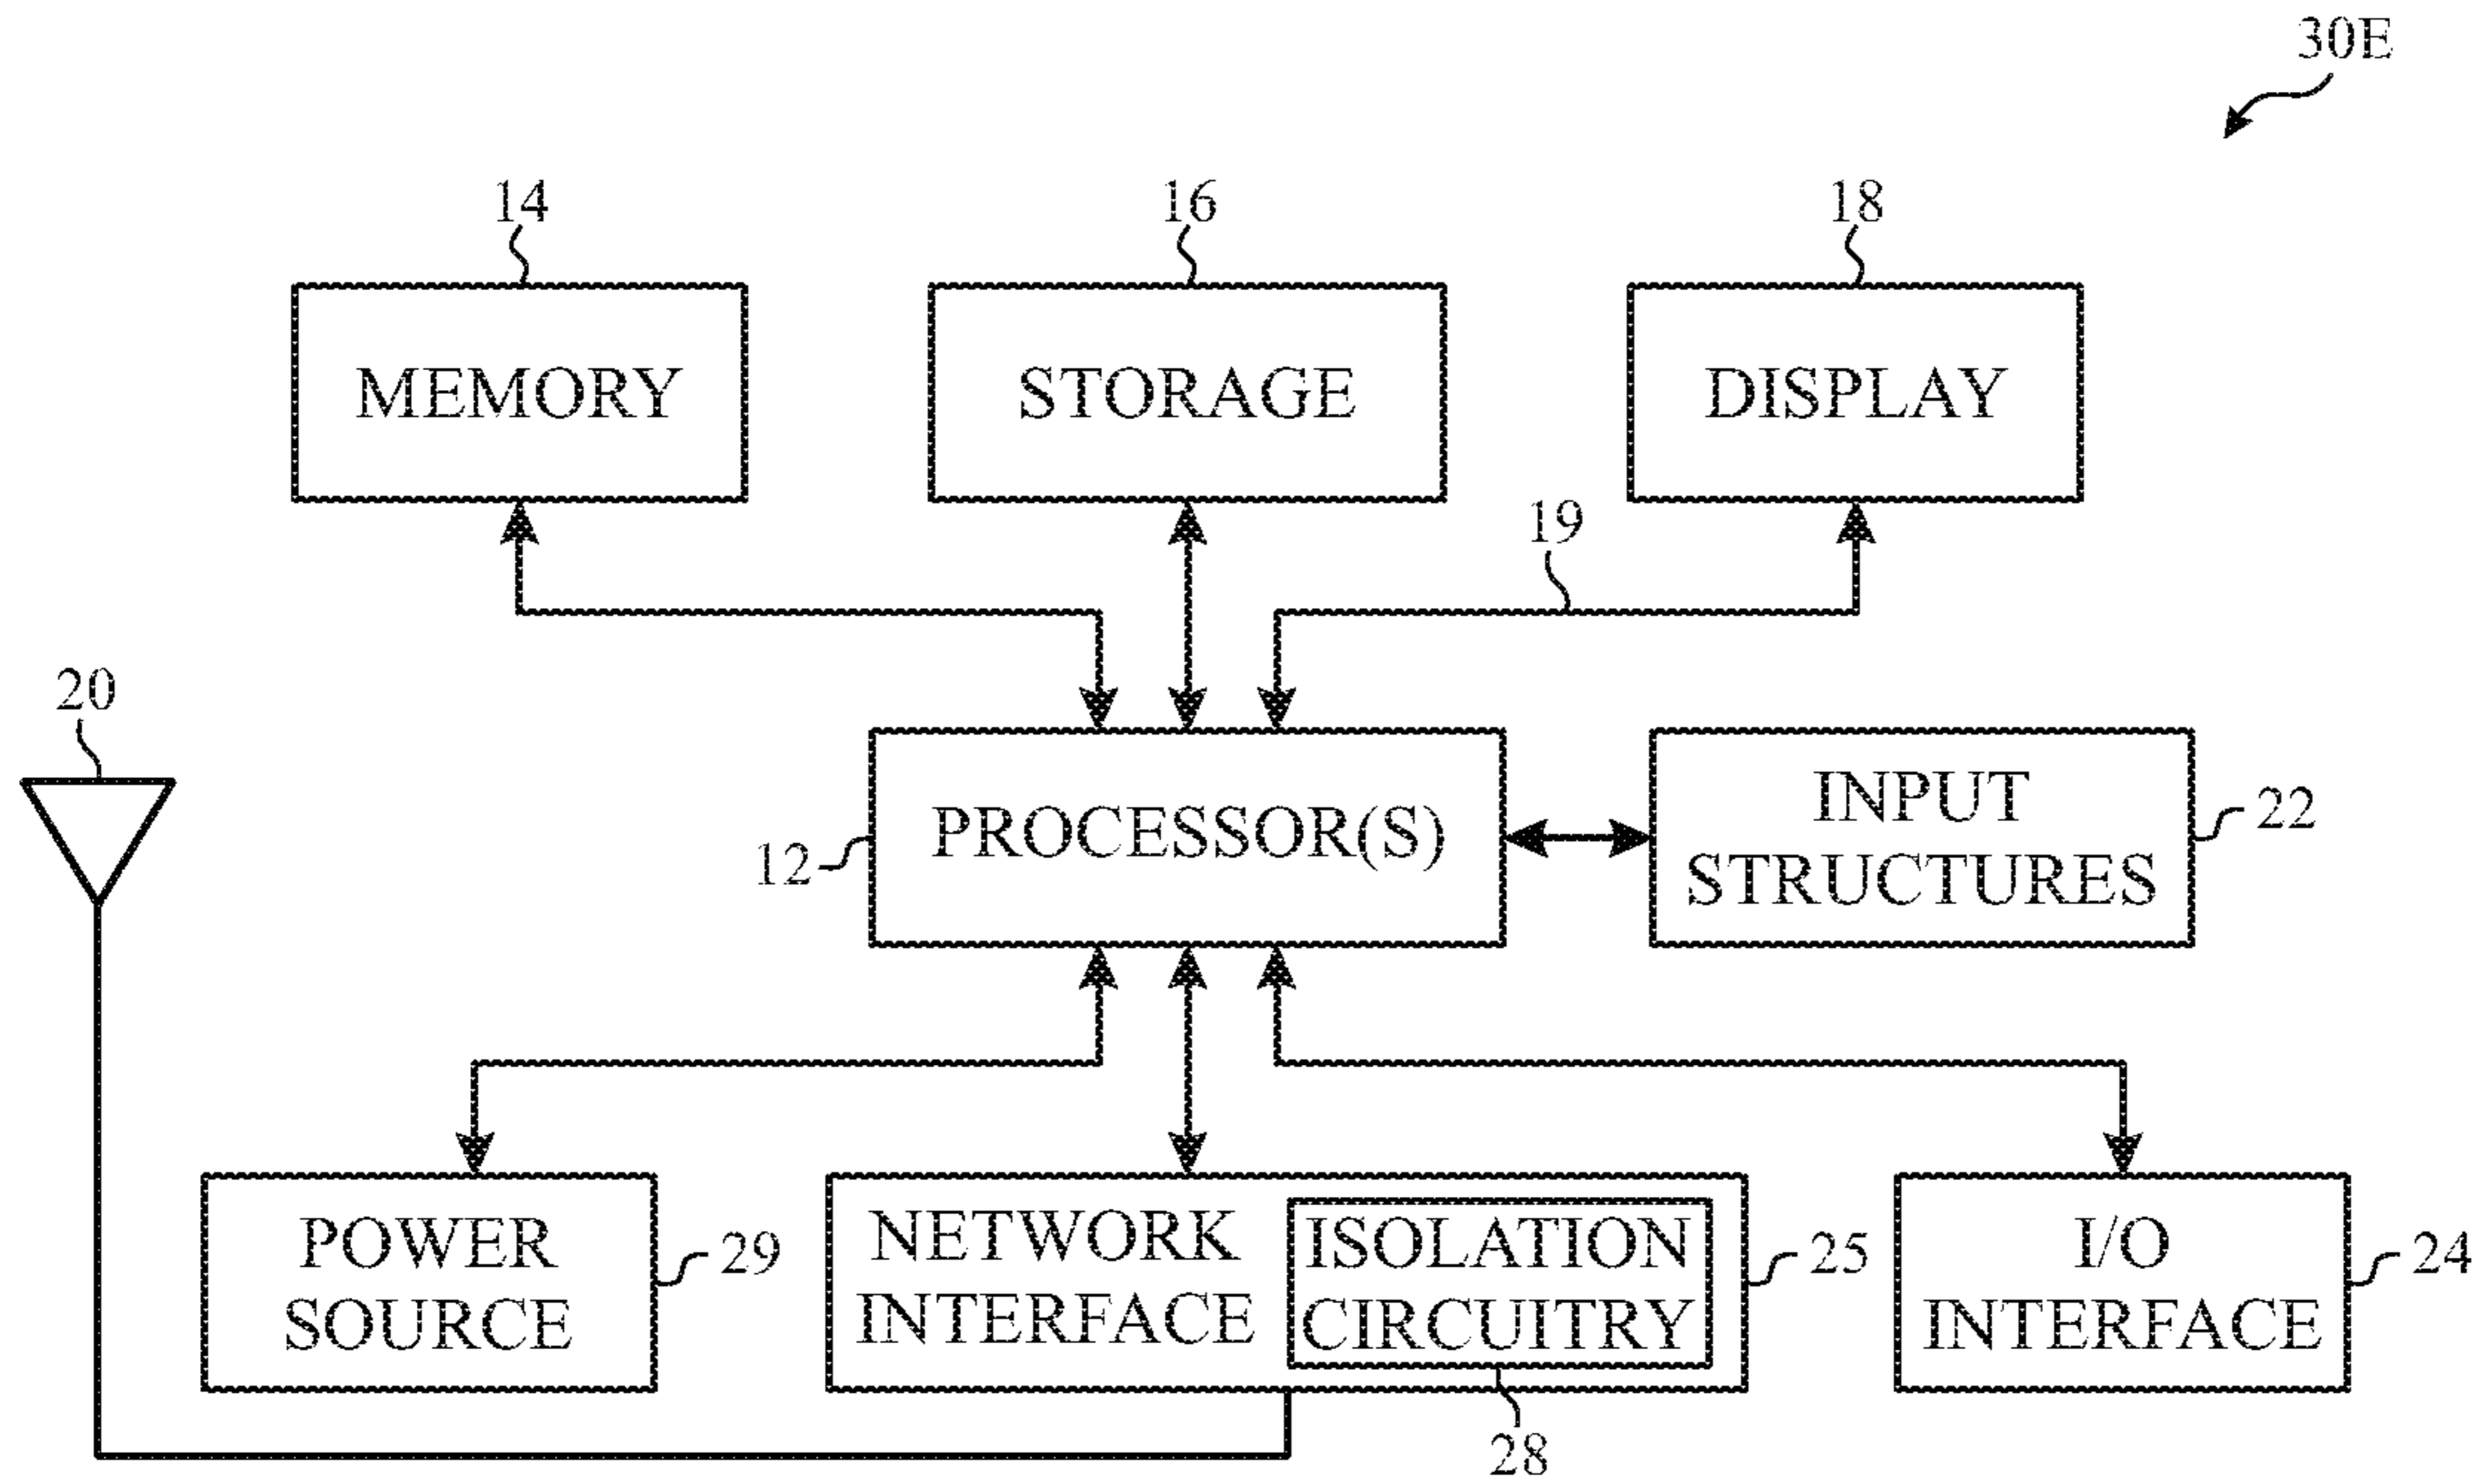 30E
14
16
18
MEMORY
STORAGE
DISPLAY
19
20
PROCESSOR(S)
12
INPUT
STRUCTURES
22
POWER
SOURCE
29
NETWORK
INTERFACE
ISOLATION
CIRCUITRY
25
28
I/O
INTERFACE
24